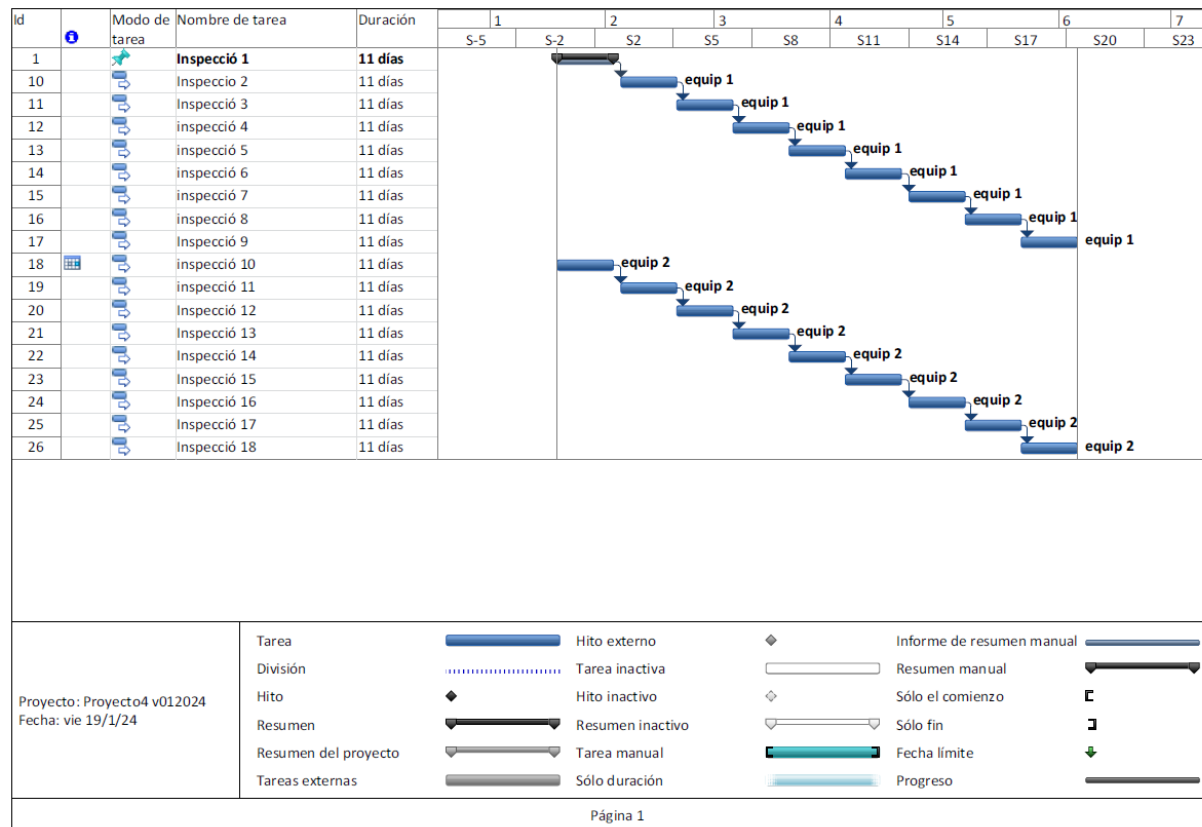 Id Modo de tarea Nombre de tarea Duración 1 2 3 4 5 6 7
S-5 S-2 S2 S5 S8 S11 S14 S17 S20 S23
1 Inspecció 1 11 días
10 Inspeccio 2 11 días equip 1
11 Inspecció 3 11 días equip 1
12 inspecció 4 11 días equip 1
13 inspecció 5 11 días equip 1
14 inspecció 6 11 días equip 1
15 inspecció 7 11 días equip 1
16 inspecció 8 11 días equip 1
17 Inspecció 9 11 días equip 1
18 inspecció 10 11 días equip 2
19 inspecció 11 11 días equip 2
20 Inspecció 12 11 días equip 2
21 Inspecció 13 11 días equip 2
22 Inspecció 14 11 días equip 2
23 Inspecció 15 11 días equip 2
24 Inspecció 16 11 días equip 2
25 Inspecció 17 11 días equip 2
26 Inspecció 18 11 días equip 2
Proyecto: Proyecto4 v012024
Fecha: vie 19/1/24
Tarea
División
Hito
Resumen
Resumen del proyecto
Tareas externas
Hito externo
Tarea inactiva
Hito inactivo
Resumen inactivo
Tarea manual
Sólo duración
Informe de resumen manual
Resumen manual
Sólo el comienzo
Sólo fin
Fecha límite
Progreso
Página 1